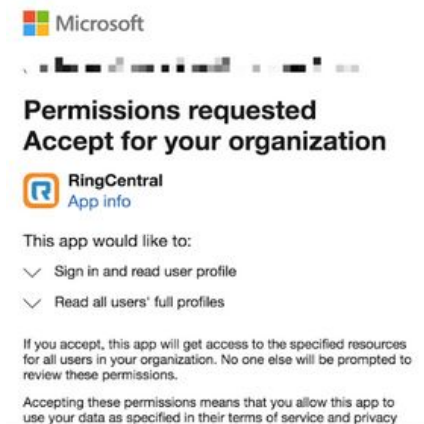 Microsoft
Permissions requested
Accept for your organization
RingCentral
App info
This app would like to:
Sign in and read user profile
Read all users' full profiles
If you accept, this app will get access to the specified resources
for all users in your organization. No one else will be prompted to
review these permissions.
Accepting these permissions means that you allow this app to
use your data as specified in their terms of service and privacy